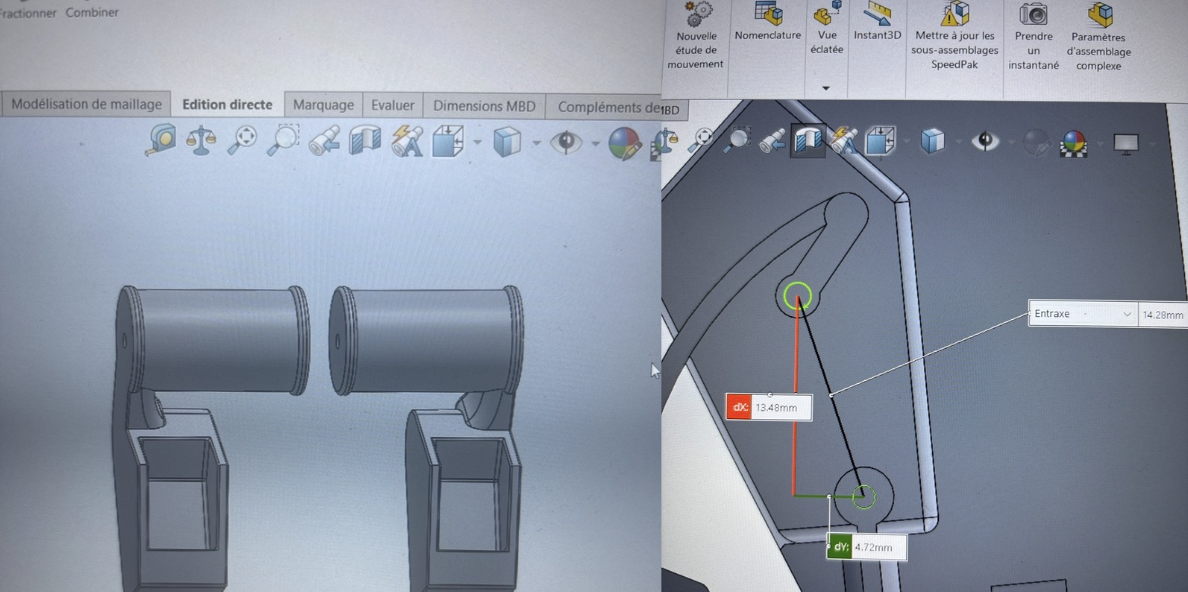 Fractionner Combiner
Modélisation de maillage
Edition directe
Marquage
Evaluer
Dimensions MBD
Compléments de
MBD
Nouvelle
étude de
mouvement
Nomenclature
Vue
éclatée
Instant3D
Mettre à jour les
sous-assemblages
SpeedPak
Prendre
un
instantané
Paramètres
d'assemblage
complexe
Entraxe
14.28mm
dX: 13.48mm
dY: 4.72mm